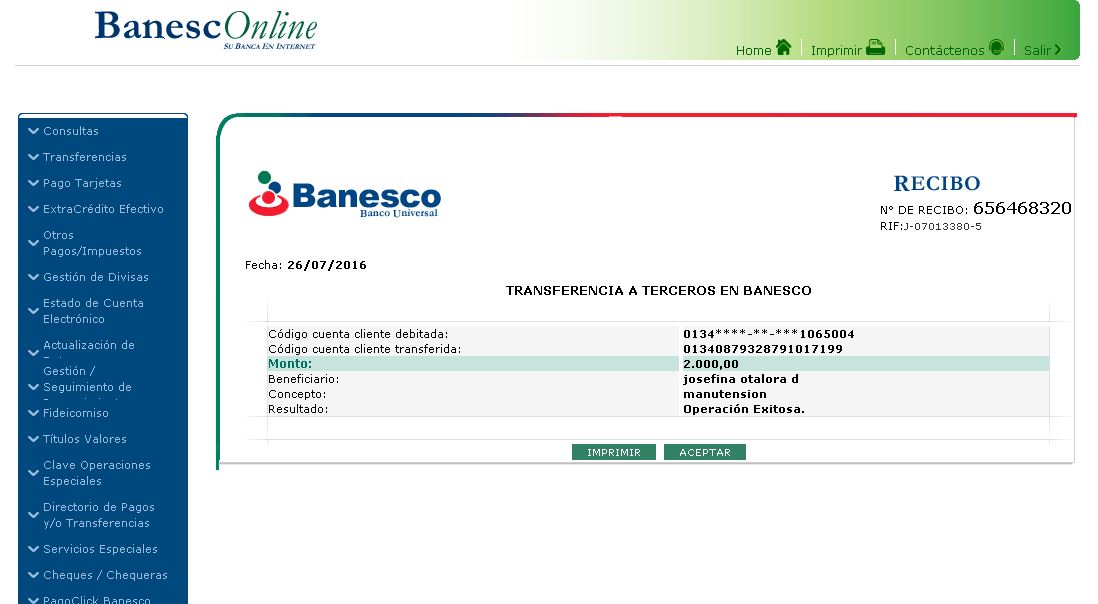 BanescOnline
SU BANCA EN INTERNET
Home Imprimir Contáctenos Salir
Consultas
Transferencias
Pago Tarjetas
ExtraCrédito Efectivo
Otros
Pagos/Impuestos
Gestión de Divisas
Estado de Cuenta
Electrónico
Actualización de
Gestión /
Seguimiento de
Fideicomiso
Títulos Valores
Clave Operaciones
Especiales
Directorio de Pagos
y/o Transferencias
Servicios Especiales
Cheques / Chequeras
PagoClick Banesco
Banesco
Banco Universal
RECIBO
N° DE RECIBO: 656468320
RIF:J-07013380-5
Fecha: 26/07/2016
TRANSFERENCIA A TERCEROS EN BANESCO
Código cuenta cliente debitada: 0134****-**-***1065004
Código cuenta cliente transferida: 01340879328791017199
Monto: 2.000,00
Beneficiario: josefina otalora d
Concepto: manutension
Resultado: Operación Exitosa.
IMPRIMIR ACEPTAR